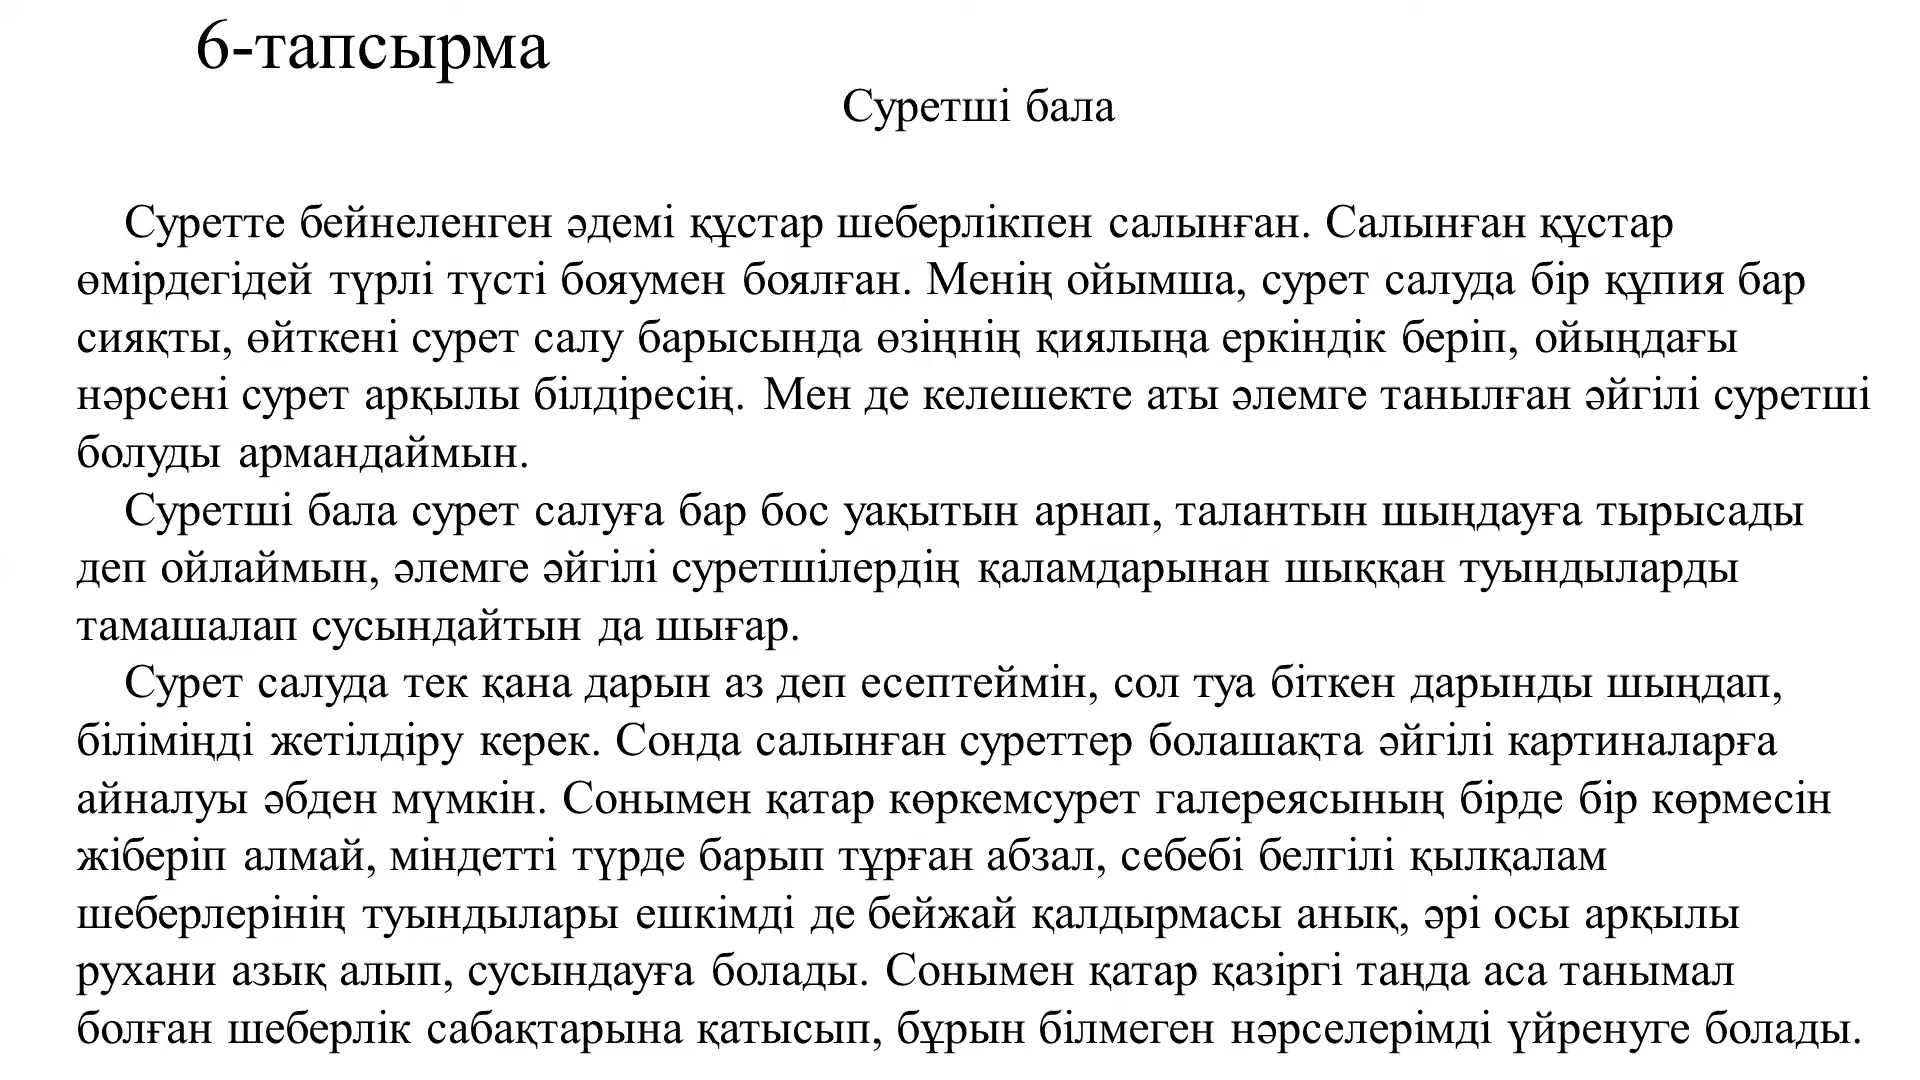 6-тапсырма
Суретші бала
Суретте бейнеленген әдемі құстар шеберлікпен салынған. Салынған құстар
өмірдегідей түрлі түсті бояумен боялған. Менің ойымша, сурет салуда бір құпия бар
сияқты, өйткені сурет салу барысында өзіңнің қиялыңа еркіндік беріп, ойыңдағы
нәрсені сурет арқылы білдіресің. Мен де келешекте аты әлемге танылған әйгілі суретші
болуды армандаймын.
Суретші бала сурет салуға бар бос уақытын арнап, талантын шыңдауға тырысады
деп ойлаймын, әлемге әйгілі суретшілердің қаламдарынан шыққан туындыларды
тамашалап сусындайтын да шығар.
Сурет салуда тек қана дарын аз деп есептеймін, сол туа біткен дарынды шыңдап,
біліміңді жетілдіру керек. Сонда салынған суреттер болашақта әйгілі картиналарға
айналуы әбден мүмкін. Сонымен қатар көркемсурет галереясының бірде бір көрмесін
жіберіп алмай, міндетті түрде барып тұрған абзал, себебі белгілі қылқалам
шеберлерінің туындылары ешкімді де бейжай қалдырмасы анық, әрі осы арқылы
рухани азық алып, сусындауға болады. Сонымен қатар қазіргі таңда аса танымал
болған шеберлік сабақтарына қатысып, бұрын білмеген нәрселерімді үйренуге болады.